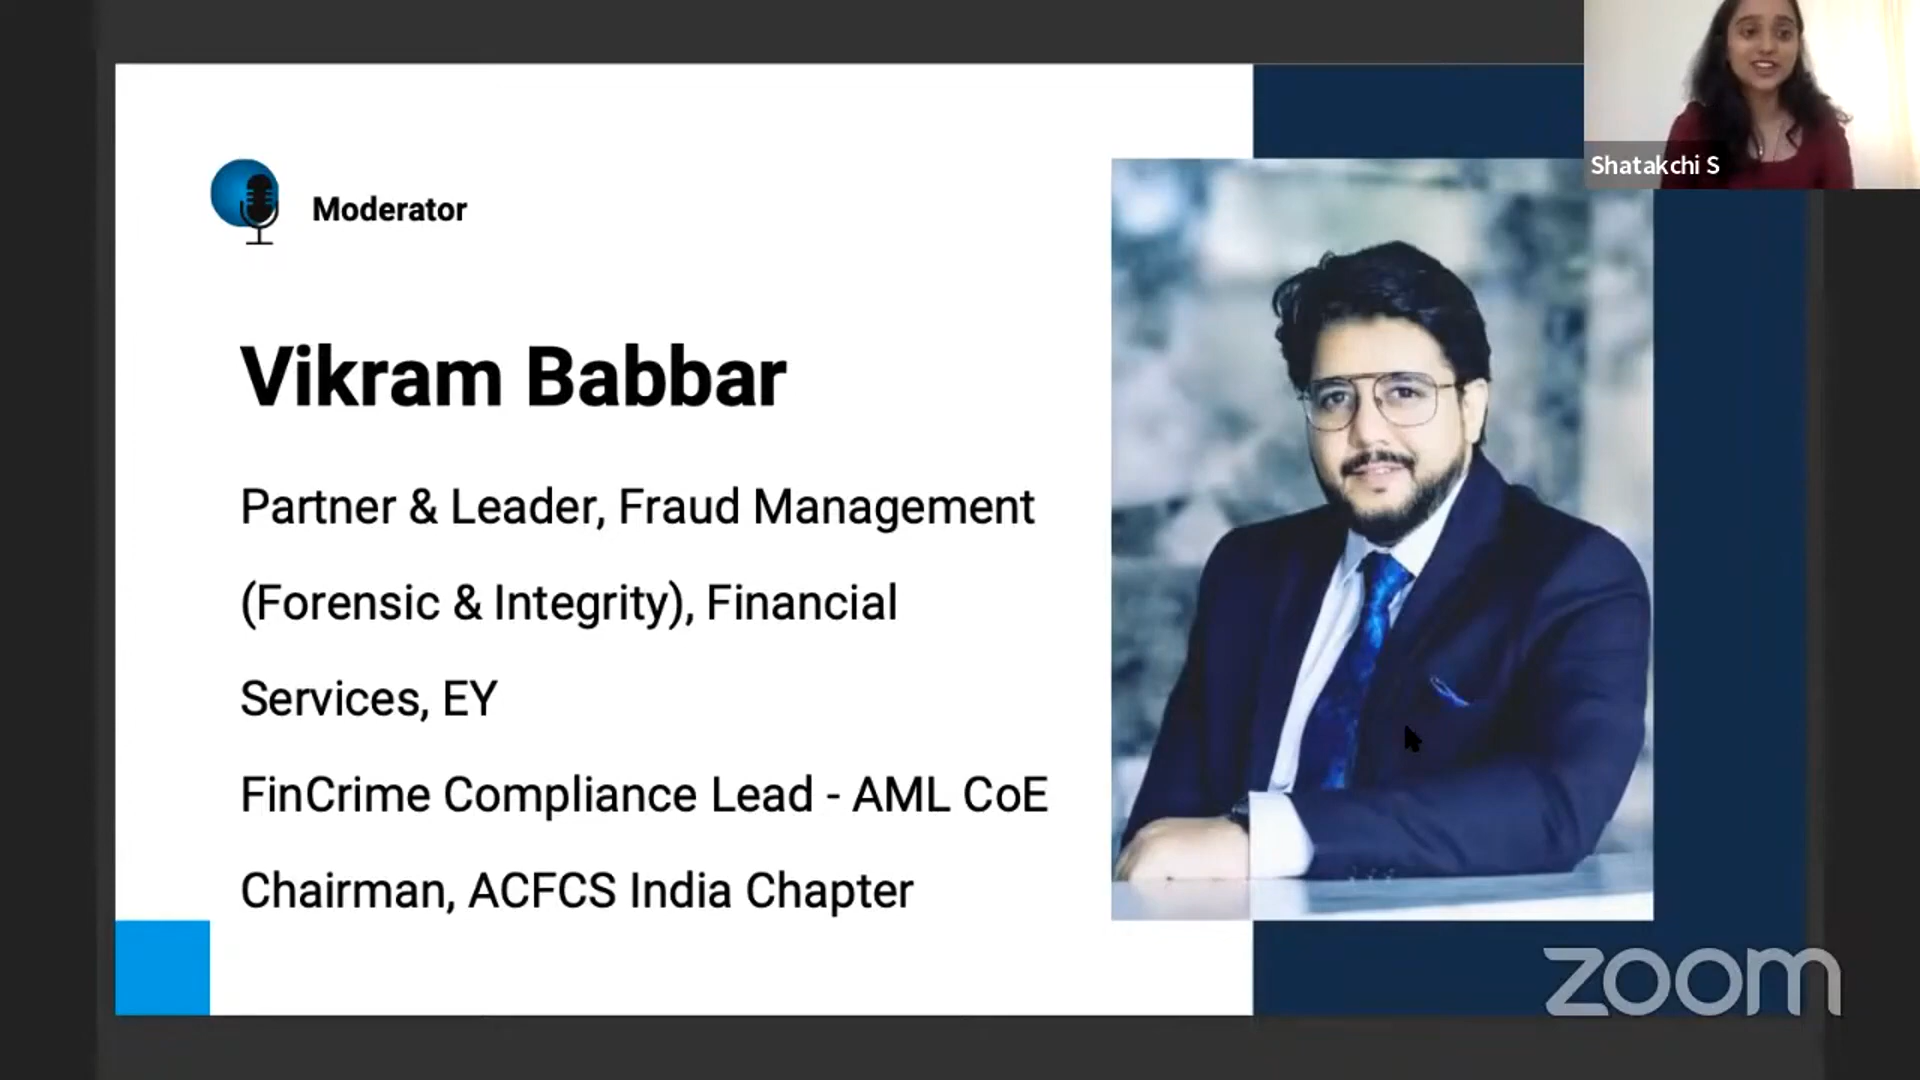 Shatakchi S
Moderator
Vikram Babbar
Partner & Leader, Fraud Management
(Forensic & Integrity), Financial
Services, EY
FinCrime Compliance Lead - AML CoE
Chairman, ACFCS India Chapter
zoom